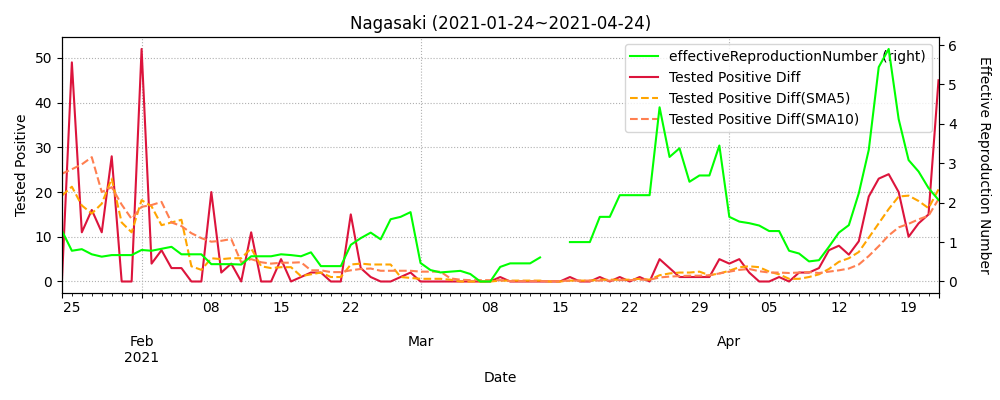 Nagasaki (2021-01-24~2021-04-24)
effectiveReproductionNumber (right)
Tested Positive Diff
Tested Positive Diff(SMA5)
Tested Positive Diff(SMA10)
Tested Positive
50
40
30
20
10
0
6
5
4
3
2
1
0
Effective Reproduction Number
25 08 15 22 08 15 22 29 05 12 19
Feb Mar Apr
2021
Date